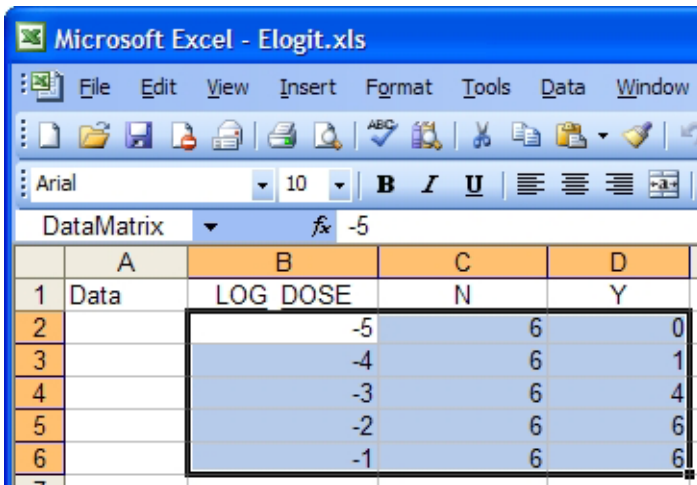 Microsoft Excel - Elogit.xls
File Edit View Insert Format Tools Data Window
ABC
Arial 10 B I U a
DataMatrix fx -5
A B C D
1 Data LOG_DOSE N Y
2 -5 6 0
3 -4 6 1
4 -3 6 4
5 -2 6 6
6 -1 6 6